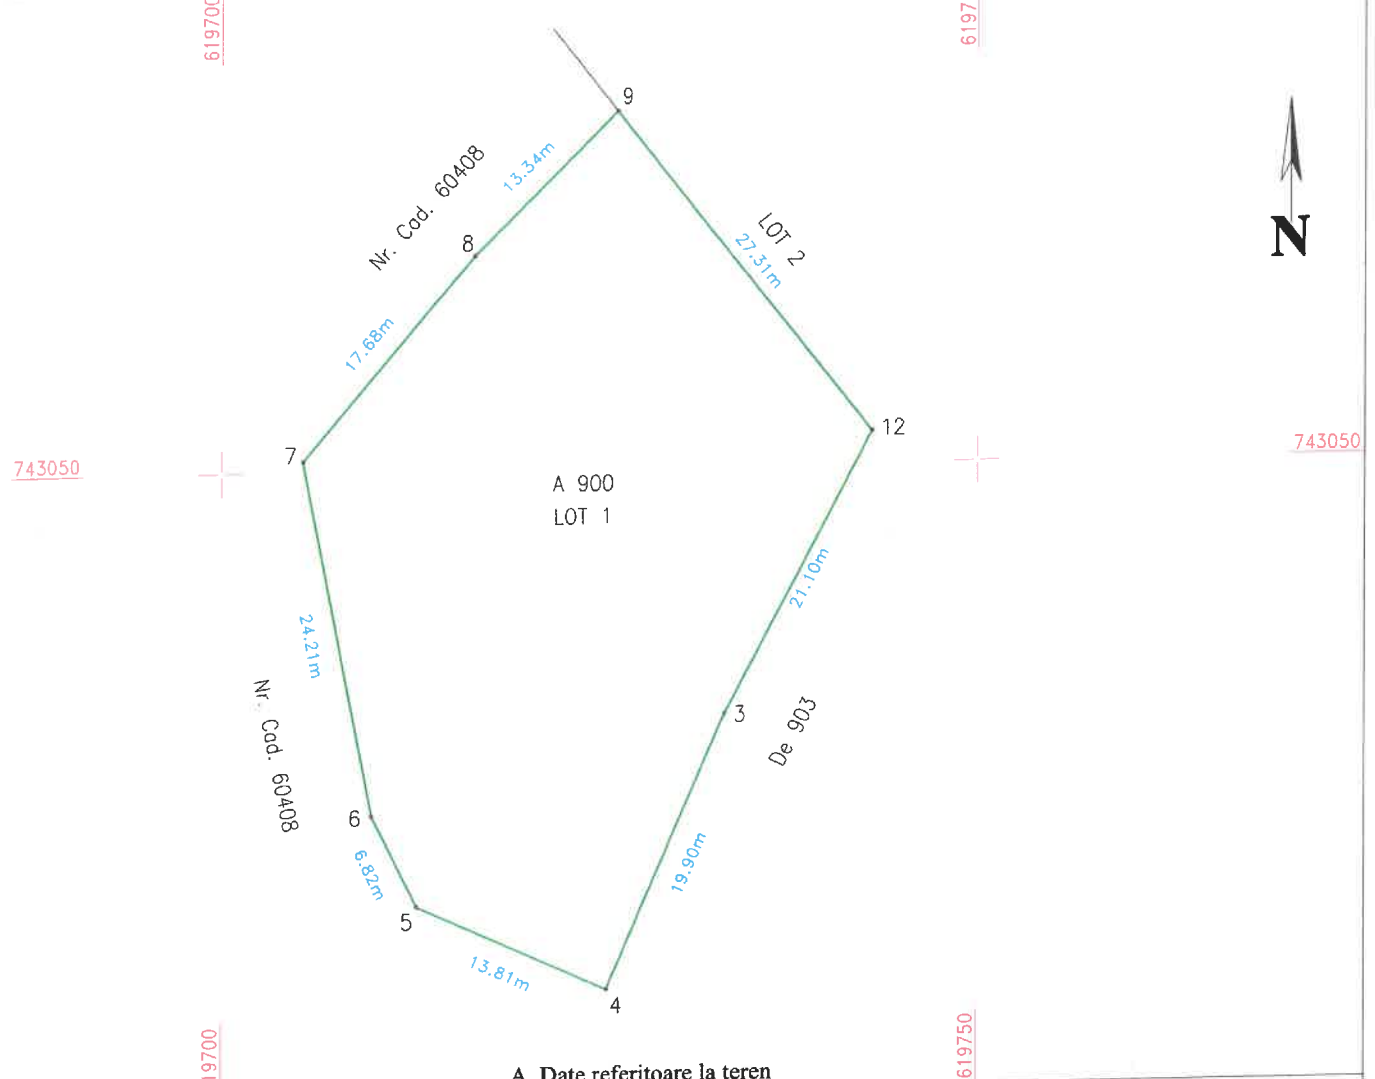 619700
6197
9
13.34m
Nr. Cad. 60408
8
LOT 2
27.31m
N
17.68m
12
7
743050
743050
A 900
LOT 1
21.10m
24.21m
3
De 903
Nr. Cad. 60408
6
6.82m
19.90m
5
13.81m
4
19700
619750
A. Date referitoare la teren